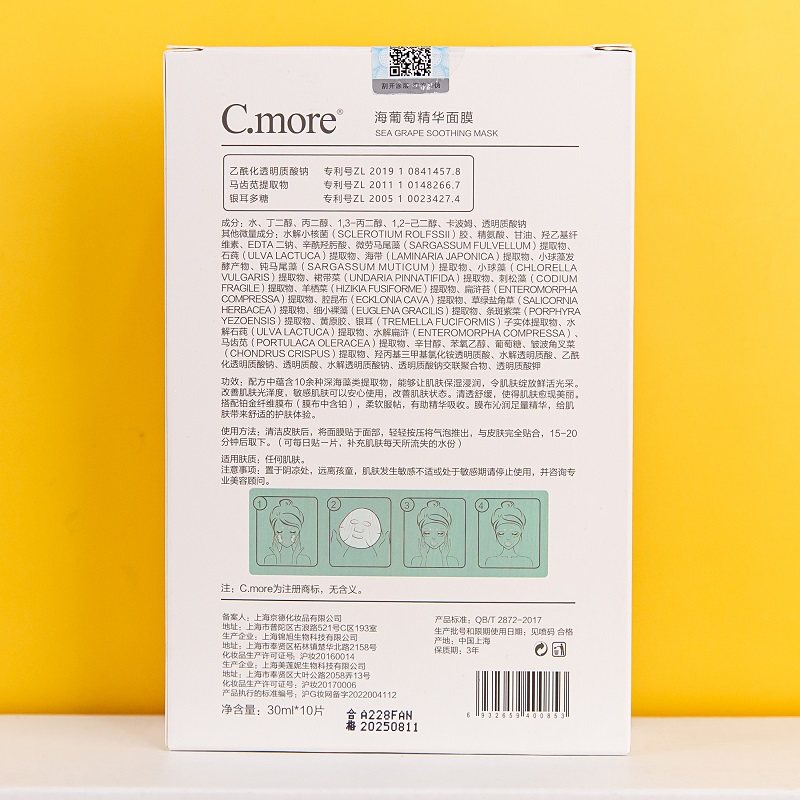 刮开涂层
C.more®
海葡萄精华面膜
SEA GRAPE SOOTHING MASK
乙酰化透明质酸钠 专利号ZL 2019 1 0841457.8
马齿苋提取物 专利号ZL 2011 1 0148266.7
银耳多糖 专利号ZL 2005 1 0023427.4
成分：水、丁二醇、丙二醇、1,3-丙二醇、1,2-己二醇、卡波姆、透明质酸钠
其他微量成分：水解小核菌（SCLEROTIUM ROLFSSII）胶、精氨酸、甘油、羟乙基纤
维素、EDTA 二钠、辛酰羟肟酸、微劳马尾藻（SARGASSUM FULVELLUM）提取物、
石莼（ULVA LACTUCA）提取物、海带（LAMINARIA JAPONICA）提取物、小球藻发
酵产物、钝马尾藻（SARGASSUM MUTICUM）提取物、小球藻（CHLORELLA
VULGARIS）提取物、裙带菜（UNDARIA PINNATIFIDA）提取物、刺松藻（CODIUM
FRAGILE）提取物、羊栖菜（HIZIKIA FUSIFORME）提取物、扁浒苔（ENTEROMORPHA
COMPRESSA）提取物、腔昆布（ECKLONIA CAVA）提取物、草绿盐角草（SALICORNIA
HERBACEA）提取物、细小裸藻（EUGLENA GRACILIS）提取物、条斑紫菜（PORPHYRA
YEZOENSIS）提取物、黄原胶、银耳（TREMELLA FUCIFORMIS）子实体提取物、水
解石莼（ULVA LACTUCA）提取物、水解扁浒（ENTEROMORPHA COMPRESSA）、
马齿苋（PORTULACA OLERACEA）提取物、辛甘醇、苯氧乙醇、葡萄糖、皱波角叉菜
（CHONDRUS CRISPUS）提取物、羟丙基三甲基氯化铵透明质酸、水解透明质酸、乙酰
化透明质酸钠、透明质酸、水解透明质酸钠、透明质酸钠交联聚合物、透明质酸钾
功效：配方中蕴含10余种深海藻类提取物，能够让肌肤保湿浸润，令肌肤绽放鲜活光采。
改善肌肤光泽度，敏感肌肤可以安心使用，改善肌肤状态。清透舒缓，使得肌肤愈现美丽。
搭配铂金纤维膜布（膜布中含铂），柔软服帖，有助精华吸收。膜布沁润足量精华，给肌
肤带来舒适的护肤体验。
使用方法：清洁皮肤后，将面膜贴于面部，轻轻按压将气泡推出，与皮肤完全贴合，15-20
分钟后取下。（可每日贴一片，补充肌肤每天所流失的水份）
适用肤质：任何肌肤。
注意事项：置于阴凉处，远离孩童，肌肤发生敏感不适或处于敏感期请停止使用，并咨询专
业美容顾问。
1 2 3 4
注：C.more为注册商标，无含义。
备案人：上海京德化妆品有限公司
地址：上海市普陀区古浪路521号C区193室
生产企业：上海锦旭生物科技有限公司
地址：上海市奉贤区柘林镇楚华北路2158号
化妆品生产许可证号：沪妆20160014
生产企业：上海美莲妮生物科技有限公司
地址：上海市奉贤区大叶公路2058弄13号
化妆品生产许可证号：沪妆20170006
产品执行的标准编号：沪G妆网备字2022004112
净含量：30ml*10片
产品标准：QB/T 2872-2017
生产批号和限期使用日期：见喷码 合格
产地：中国上海
保质期：3年
合格 A228FAN
20250811
6 932659 400853